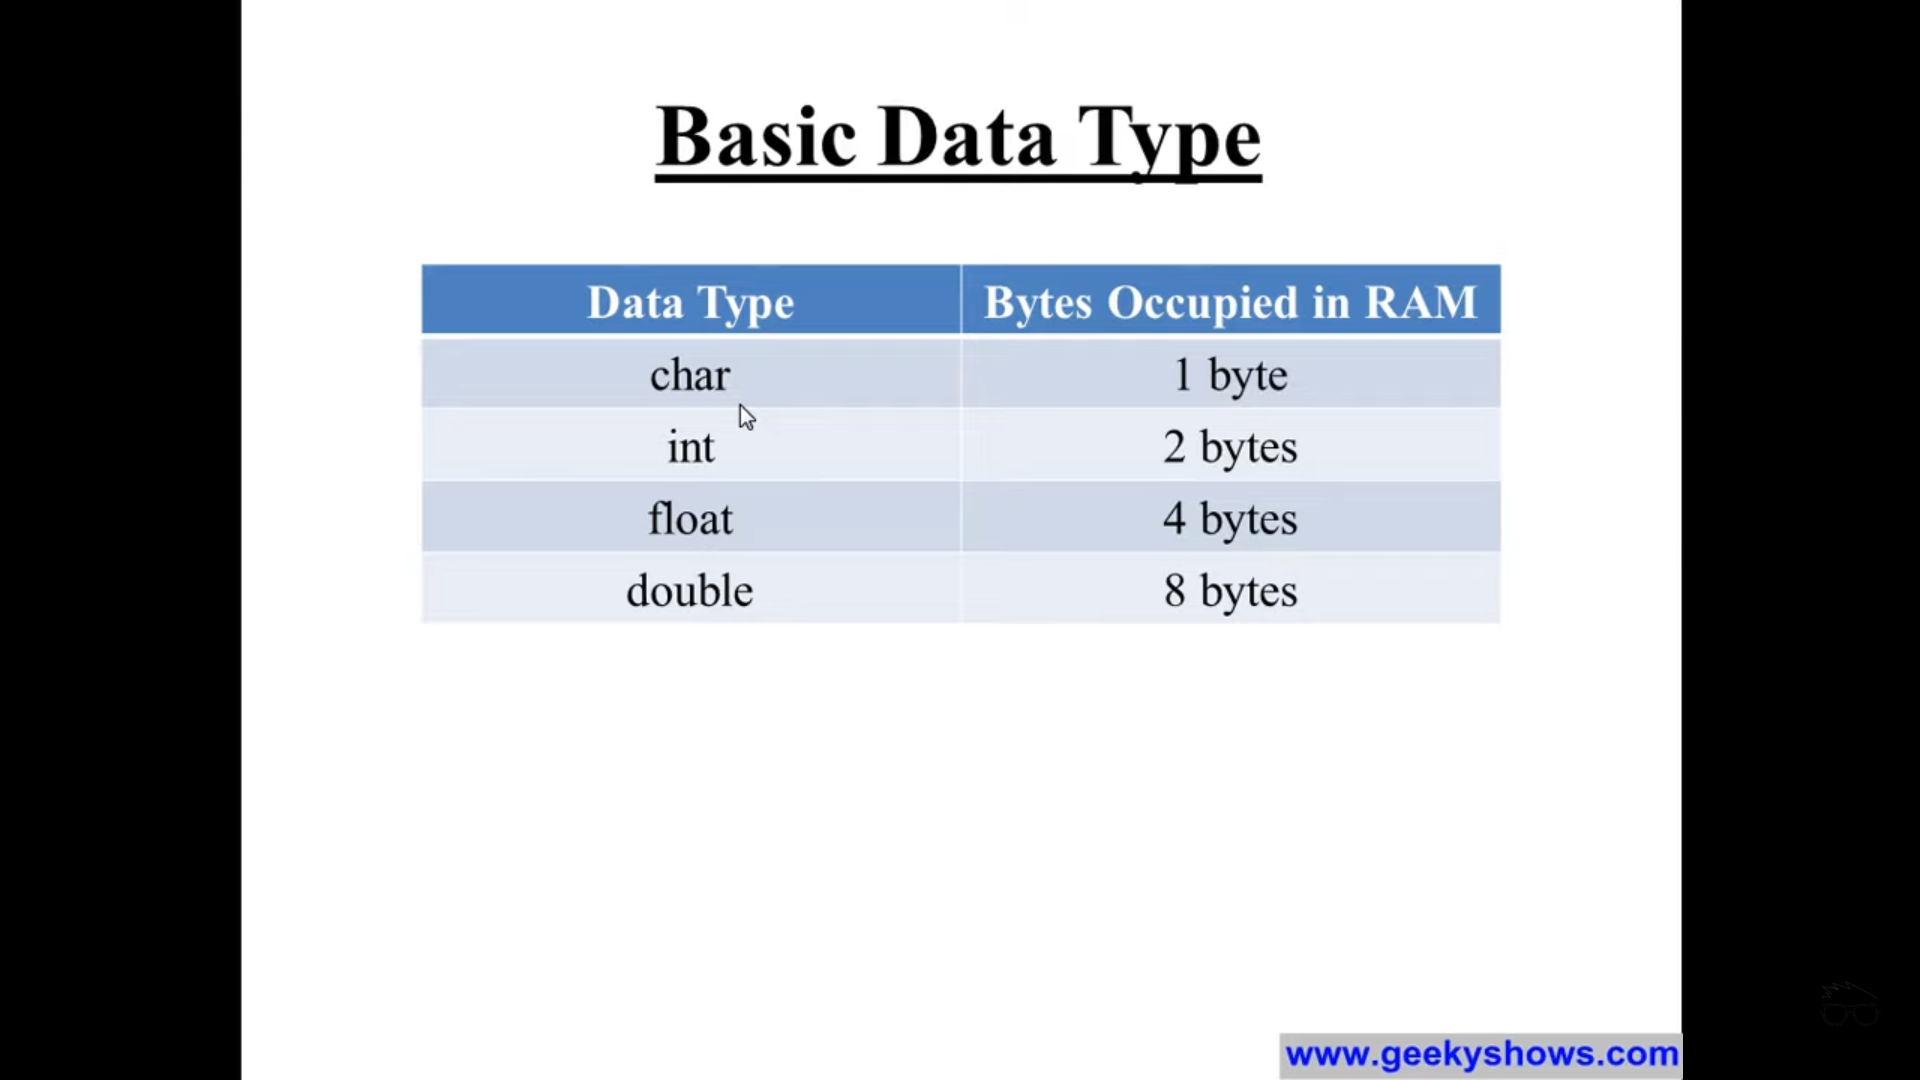 Basic Data Type
Data Type Bytes Occupied in RAM
char 1 byte
int 2 bytes
float 4 bytes
double 8 bytes
www.geekyshows.com